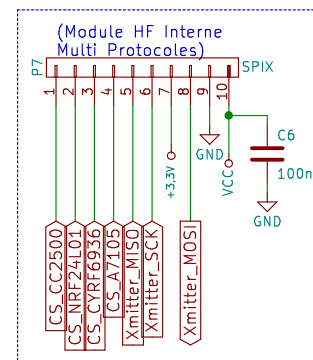 (Module HF Interne
Multi Protocoles)
P7
SPIX
1
2
3
4
5
6
7
8
9
10
C6
100n
GND
+3,3V
VCC
GND
CS_CC2500
CS_NRF24L01
CS_CYRF6936
CS_A7105
Xmitter_MISO
Xmitter_SCK
Xmitter_MOSI